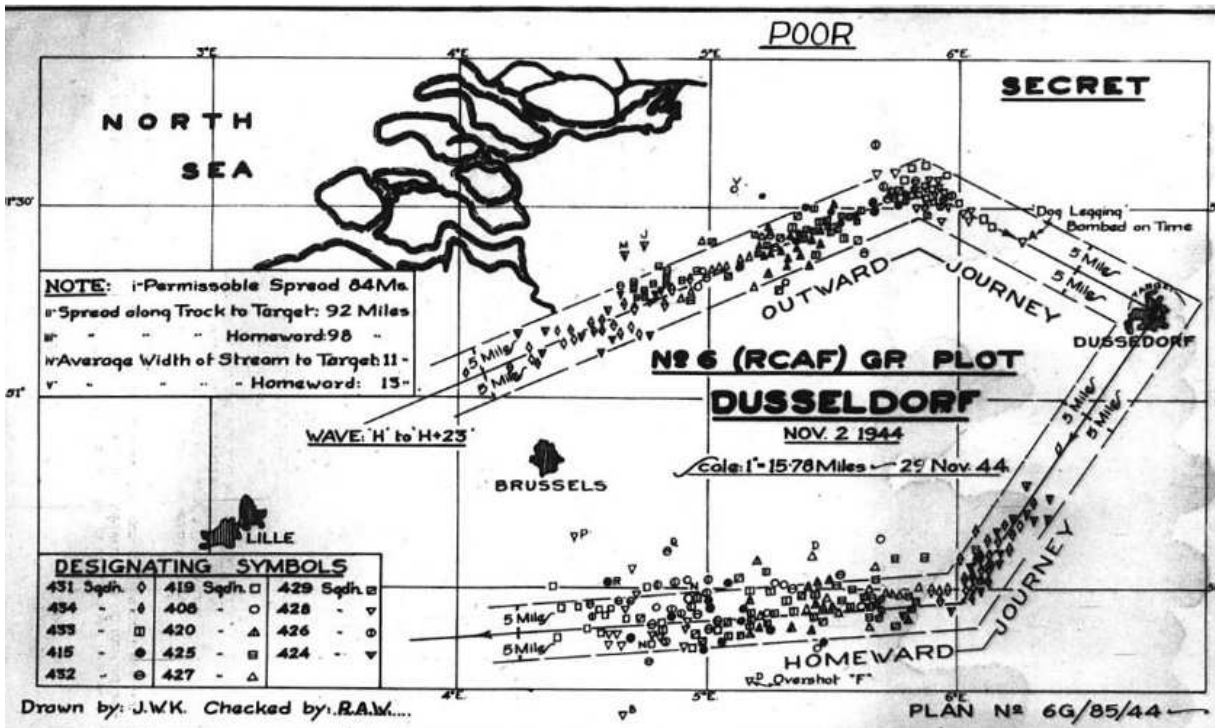 POOR
3°E 4°E 5°E 6°E
SECRET
NORTH
SEA
1°30'
"Dog Legging"
Bombed on Time
5 Miles
5 Miles
TARGET
DUSSEDORF
NOTE: i-Permissable Spread 84Ms.
ii-Spread along Track to Target: 92 Miles
iii- " " " Homeward: 98 "
iv-Average Width of Stream to Target: 11 "
v- " " " " Homeward: 13 "
OUTWARD JOURNEY
5 Miles
5 Miles
No 6 (RCAF) GR. PLOT
DUSSELDORF
NOV. 2 1944
Scale: 1"=15.78 Miles - 29 Nov. 44.
51°
WAVE: 'H' to 'H+23'
5 Miles
5 Miles
BRUSSELS
LILLE
DESIGNATING SYMBOLS
431 Sqdn. 419 Sqdn. 429 Sqdn.
434 " 408 " 428 "
433 " 420 " 426 "
415 " 425 " 424 "
432 " 427 "
5 Miles
5 Miles
HOMEWARD JOURNEY
Overshot "F"
4°E 5°E 6°E
Drawn by: J.W.K. Checked by: R.A.W.
PLAN No 6G/85/44